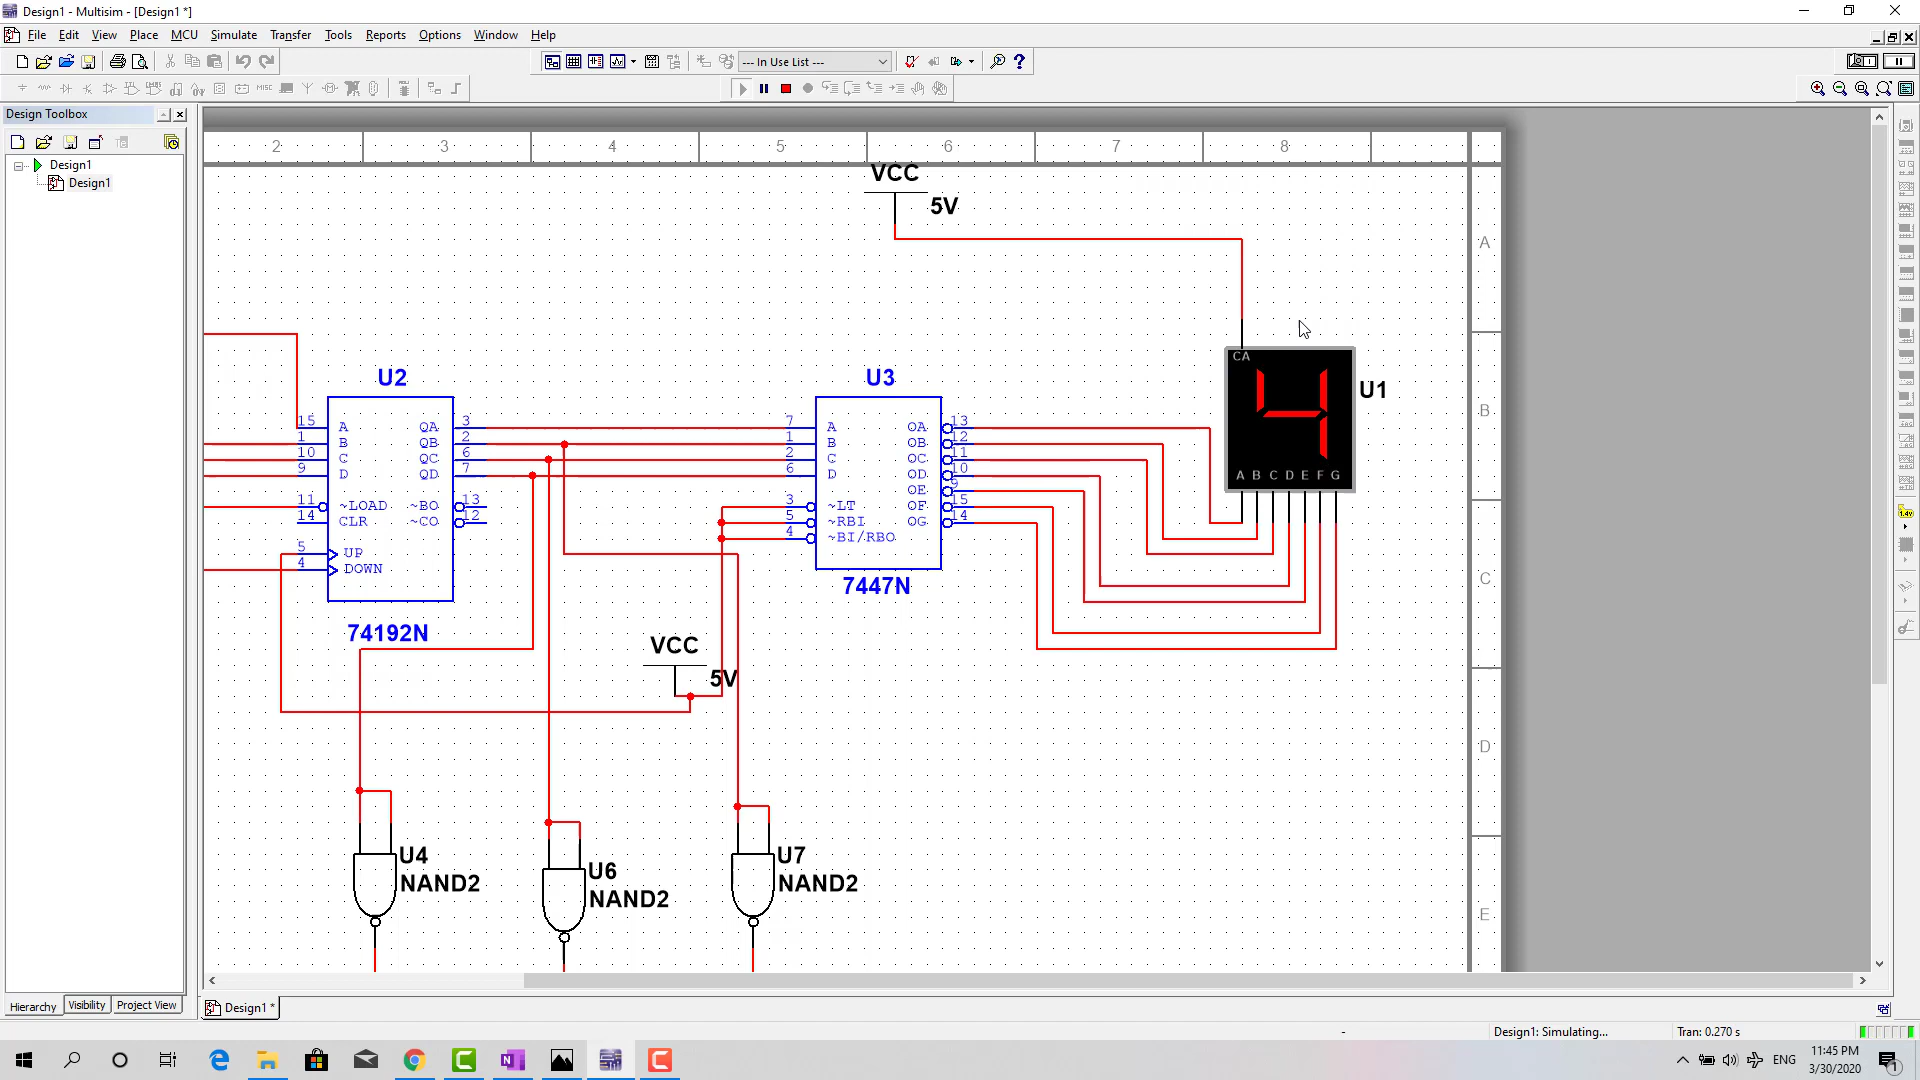 Design1 - Multisim - [Design1 *]
File Edit View Place MCU Simulate Transfer Tools Reports Options Window Help
--- In Use List ---
MISC
Design Toolbox
Design1
Design1
2 3 4 5 6 7 8
VCC
5V
A
B
C
D
E
U2
15 A QA 3
1 B QB 2
10 C QC 6
9 D QD 7
11 ~LOAD ~BO 13
14 CLR ~CO 12
5 UP
4 DOWN
74192N
U3
7 A OA 13
1 B OB 12
2 C OC 11
6 D OD 10
OE 9
3 ~LT OF 15
5 ~RBI OG 14
4 ~BI/RBO
7447N
CA
4
A B C D E F G
U1
VCC
5V
U4
NAND2
U6
NAND2
U7
NAND2
1.4v
Hierarchy Visibility Project View
Design1 *
-
Design1: Simulating...
Tran: 0.270 s
ENG
11:45 PM
3/30/2020
1